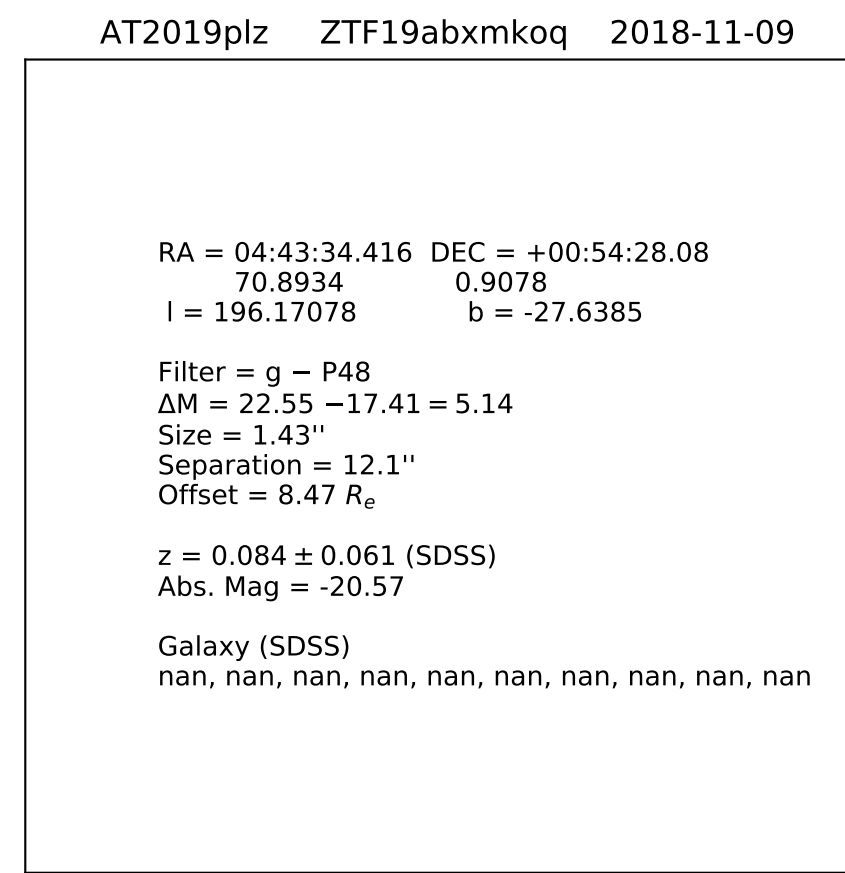 AT2019plz ZTF19abxmkoq 2018-11-09
RA = 04:43:34.416 DEC = +00:54:28.08
70.8934 0.9078
l = 196.17078 b = -27.6385
Filter = g − P48
ΔM = 22.55 −17.41 = 5.14
Size = 1.43''
Separation = 12.1''
Offset = 8.47 Rₑ
z = 0.084 ± 0.061 (SDSS)
Abs. Mag = -20.57
Galaxy (SDSS)
nan, nan, nan, nan, nan, nan, nan, nan, nan, nan